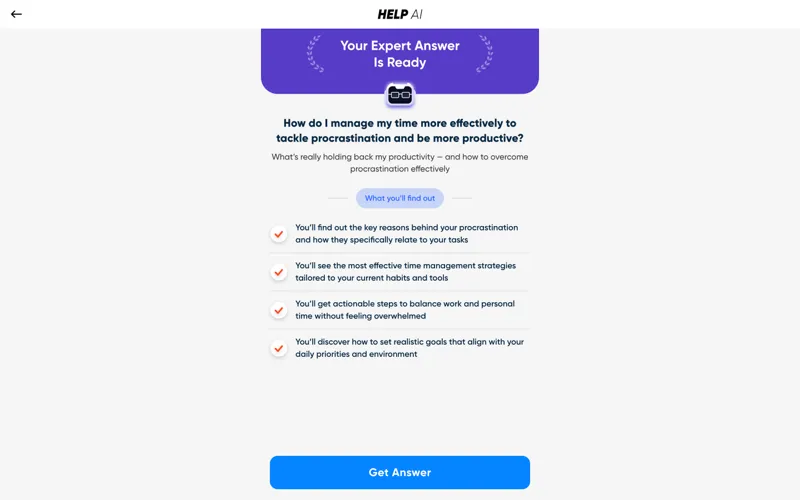 HELP AI
Your Expert Answer
Is Ready
How do I manage my time more effectively to
tackle procrastination and be more productive?
What's really holding back my productivity — and how to overcome
procrastination effectively
What you'll find out
You'll find out the key reasons behind your procrastination
and how they specifically relate to your tasks
You'll see the most effective time management strategies
tailored to your current habits and tools
You'll get actionable steps to balance work and personal
time without feeling overwhelmed
You'll discover how to set realistic goals that align with your
daily priorities and environment
Get Answer